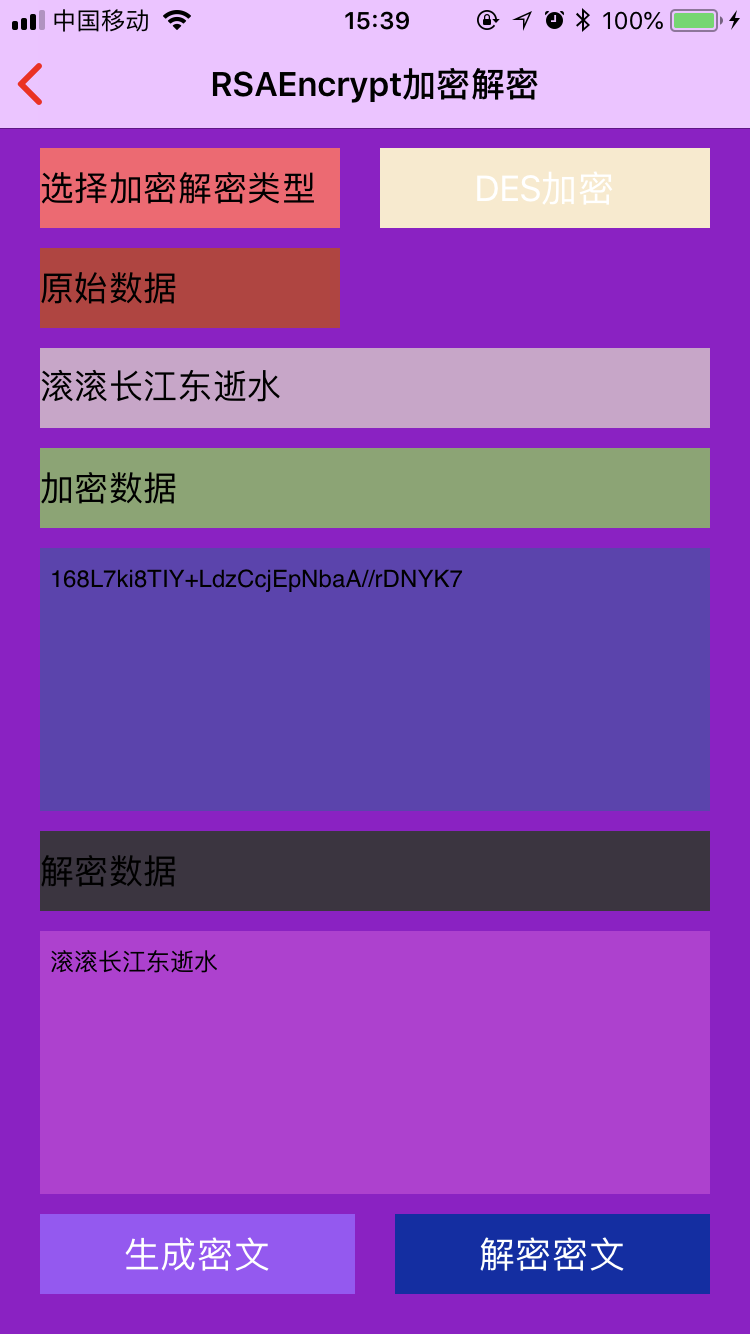 中国移动 15:39 100%
RSAEncrypt加密解密
选择加密解密类型 DES加密
原始数据
滚滚长江东逝水
加密数据
168L7ki8TIY+LdzCcjEpNbaA//rDNYK7
解密数据
滚滚长江东逝水
生成密文 解密密文